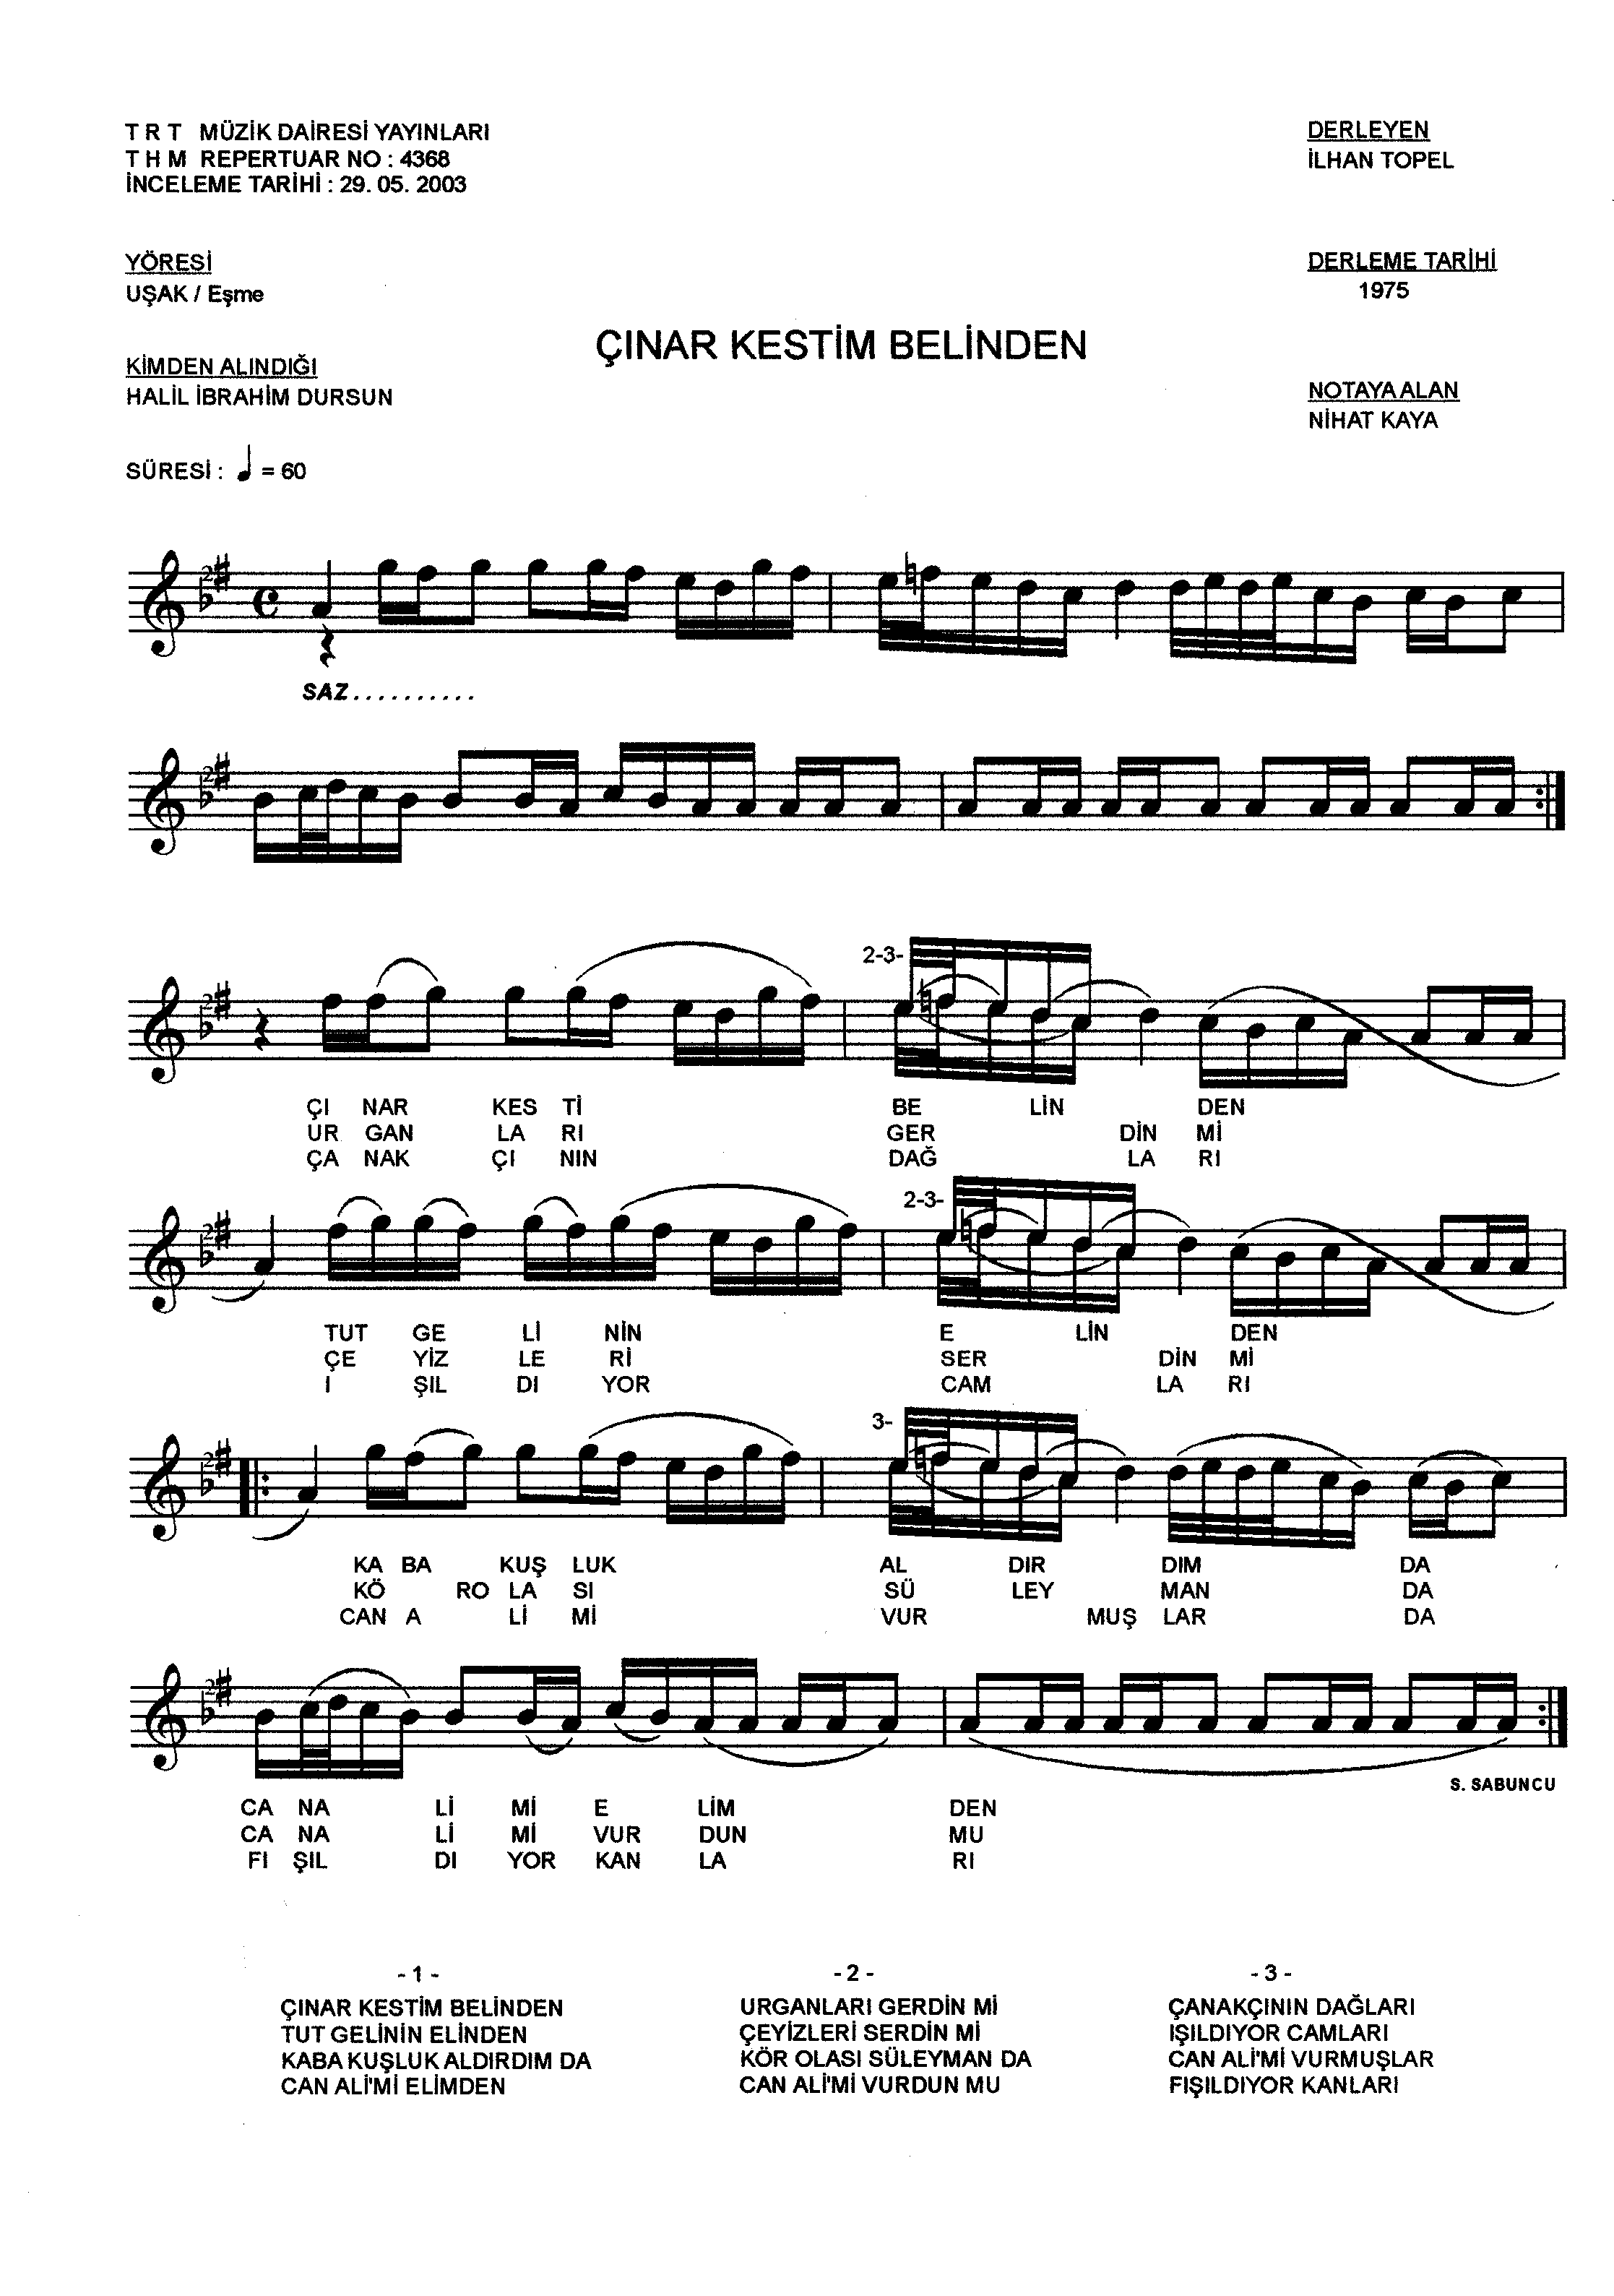 T R T MÜZİK DAİRESİ YAYINLARI
T H M REPERTUAR NO : 4368
İNCELEME TARİHİ : 29. 05. 2003
DERLEYEN
İLHAN TOPEL
YÖRESİ
UŞAK / Eşme
DERLEME TARİHİ
1975
ÇINAR KESTİM BELİNDEN
KİMDEN ALINDIĞI
HALİL İBRAHİM DURSUN
NOTAYA ALAN
NİHAT KAYA
SÜRESİ : ♩ = 60
SAZ . . . . . . . . . .
2-3-
ÇI NAR KES Tİ BE LİN DEN
UR GAN LA RI GER DİN Mİ
ÇA NAK ÇI NIN DAĞ LA RI
2-3-
TUT GE Lİ NİN E LİN DEN
ÇE YİZ LE Rİ SER DİN Mİ
I ŞIL DI YOR CAM LA RI
3-
KA BA KUŞ LUK AL DIR DIM DA
KÖ RO LA SI SÜ LEY MAN DA
CAN A Lİ Mİ VUR MUŞ LAR DA
S. SABUNCU
CA NA Lİ Mİ E LİM DEN
CA NA Lİ Mİ VUR DUN MU
FI ŞIL DI YOR KAN LA RI
- 1 -
ÇINAR KESTİM BELİNDEN
TUT GELİNİN ELİNDEN
KABA KUŞLUK ALDIRDIM DA
CAN ALİ'Mİ ELİMDEN
- 2 -
URGANLARI GERDİN Mİ
ÇEYİZLERİ SERDİN Mİ
KÖR OLASI SÜLEYMAN DA
CAN ALİ'Mİ VURDUN MU
- 3 -
ÇANAKÇININ DAĞLARI
IŞILDIYOR CAMLARI
CAN ALİ'Mİ VURMUŞLAR
FIŞILDIYOR KANLARI